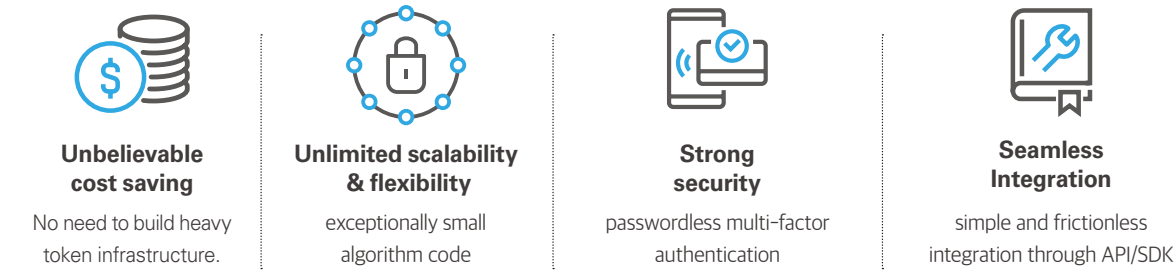 $
Unbelievable
cost saving
No need to build heavy
token infrastructure.
Unlimited scalability
& flexibility
exceptionally small
algorithm code
Strong
security
passwordless multi-factor
authentication
Seamless
Integration
simple and frictionless
integration through API/SDK